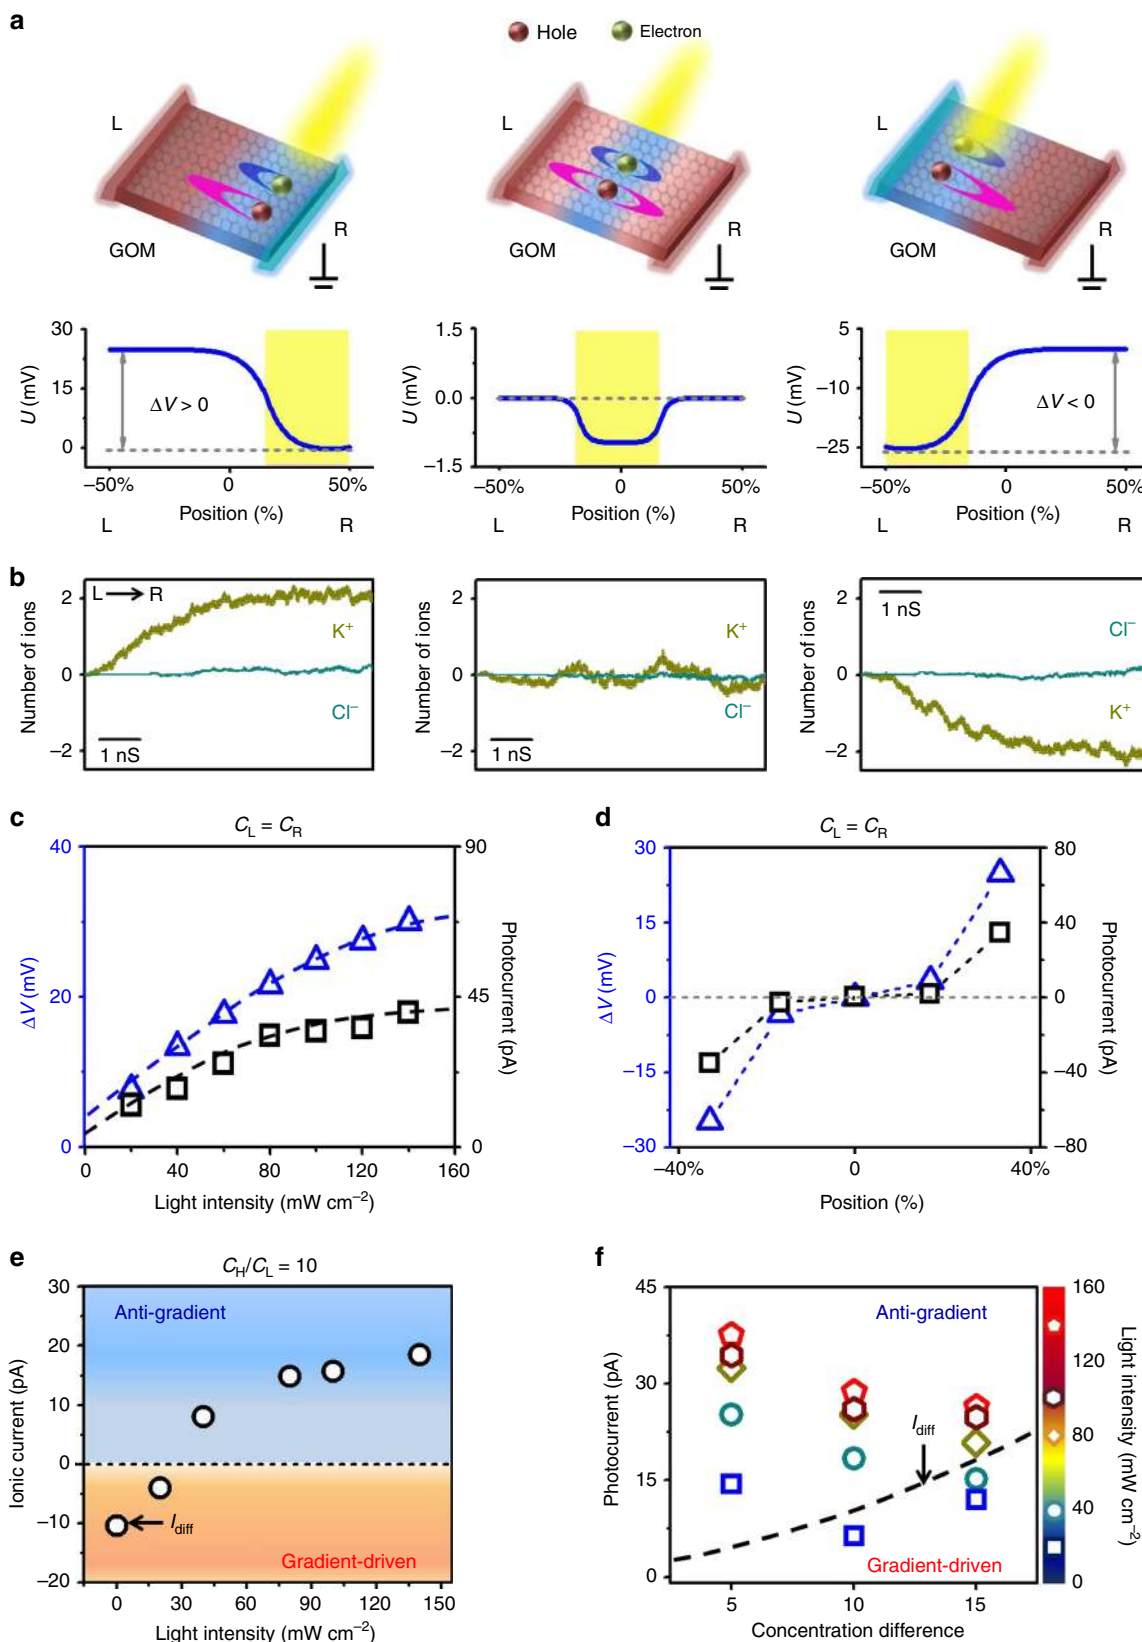 a
Hole Electron
L L L
R R R
GOM GOM GOM
30 1.5 5
15 0.0 −10
0 −1.5 −25
U (mV) U (mV) U (mV)
ΔV > 0 ΔV < 0
−50% 0 50% −50% 0 50% −50% 0 50%
Position (%) Position (%) Position (%)
L R L R L R
b
L R
2 2 2
0 0 0
−2 −2 −2
Number of ions Number of ions Number of ions
K+ K+ Cl−
Cl− Cl− K+
1 nS 1 nS 1 nS
c
CL = CR
40 90
20 45
0 0
ΔV (mV)
Photocurrent (pA)
0 40 80 120 160
Light intensity (mW cm−2)
d
CL = CR
30 80
15 40
0 0
−15 −40
−30 −80
ΔV (mV)
Photocurrent (pA)
−40% 0 40%
Position (%)
e
CH/CL = 10
30
20
10
0
−10
−20
Ionic current (pA)
Anti-gradient
Idiff
Gradient-driven
0 30 60 90 120 150
Light intensity (mW cm−2)
f
45
30
15
0
Photocurrent (pA)
Anti-gradient
Idiff
Gradient-driven
5 10 15
Concentration difference
160
120
80
40
0
Light intensity (mW cm−2)